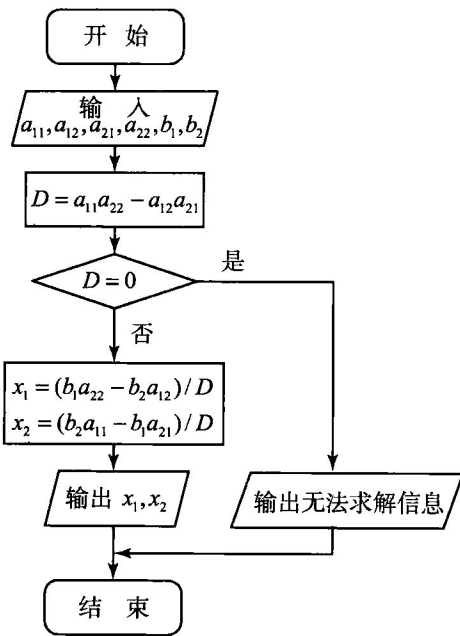 开 始
输 入
a₁₁,a₁₂,a₂₁,a₂₂,b₁,b₂
D=a₁₁a₂₂−a₁₂a₂₁
D=0
是
否
x₁=(b₁a₂₂−b₂a₁₂)/D
x₂=(b₂a₁₁−b₁a₂₁)/D
输出 x₁,x₂
输出无法求解信息
结 束